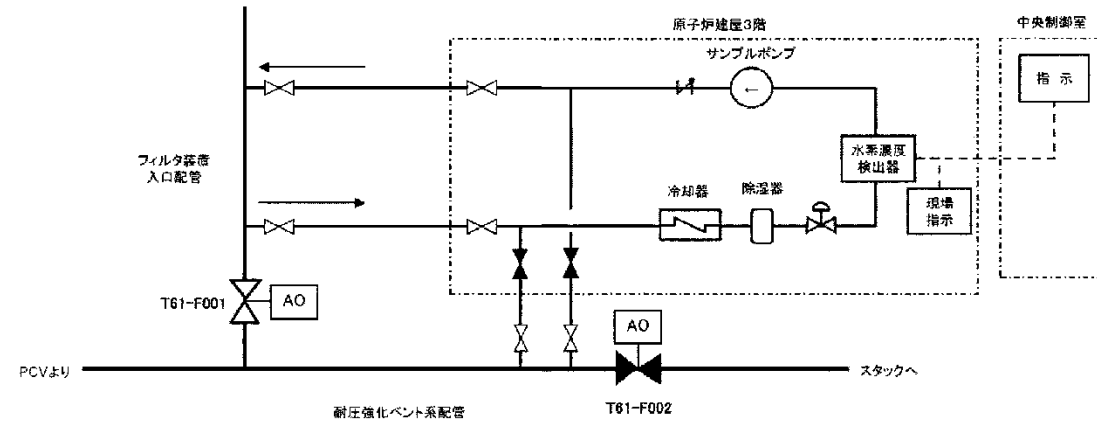 原子炉建屋3階
中央制御室
サンプルポンプ
←
指 示
水素濃度
検出器
フィルタ装置
入口配管
冷却器
除湿器
現場
指示
T61-F001
AO
AO
PCVより
スタックへ
T61-F002
耐圧強化ベント系配管